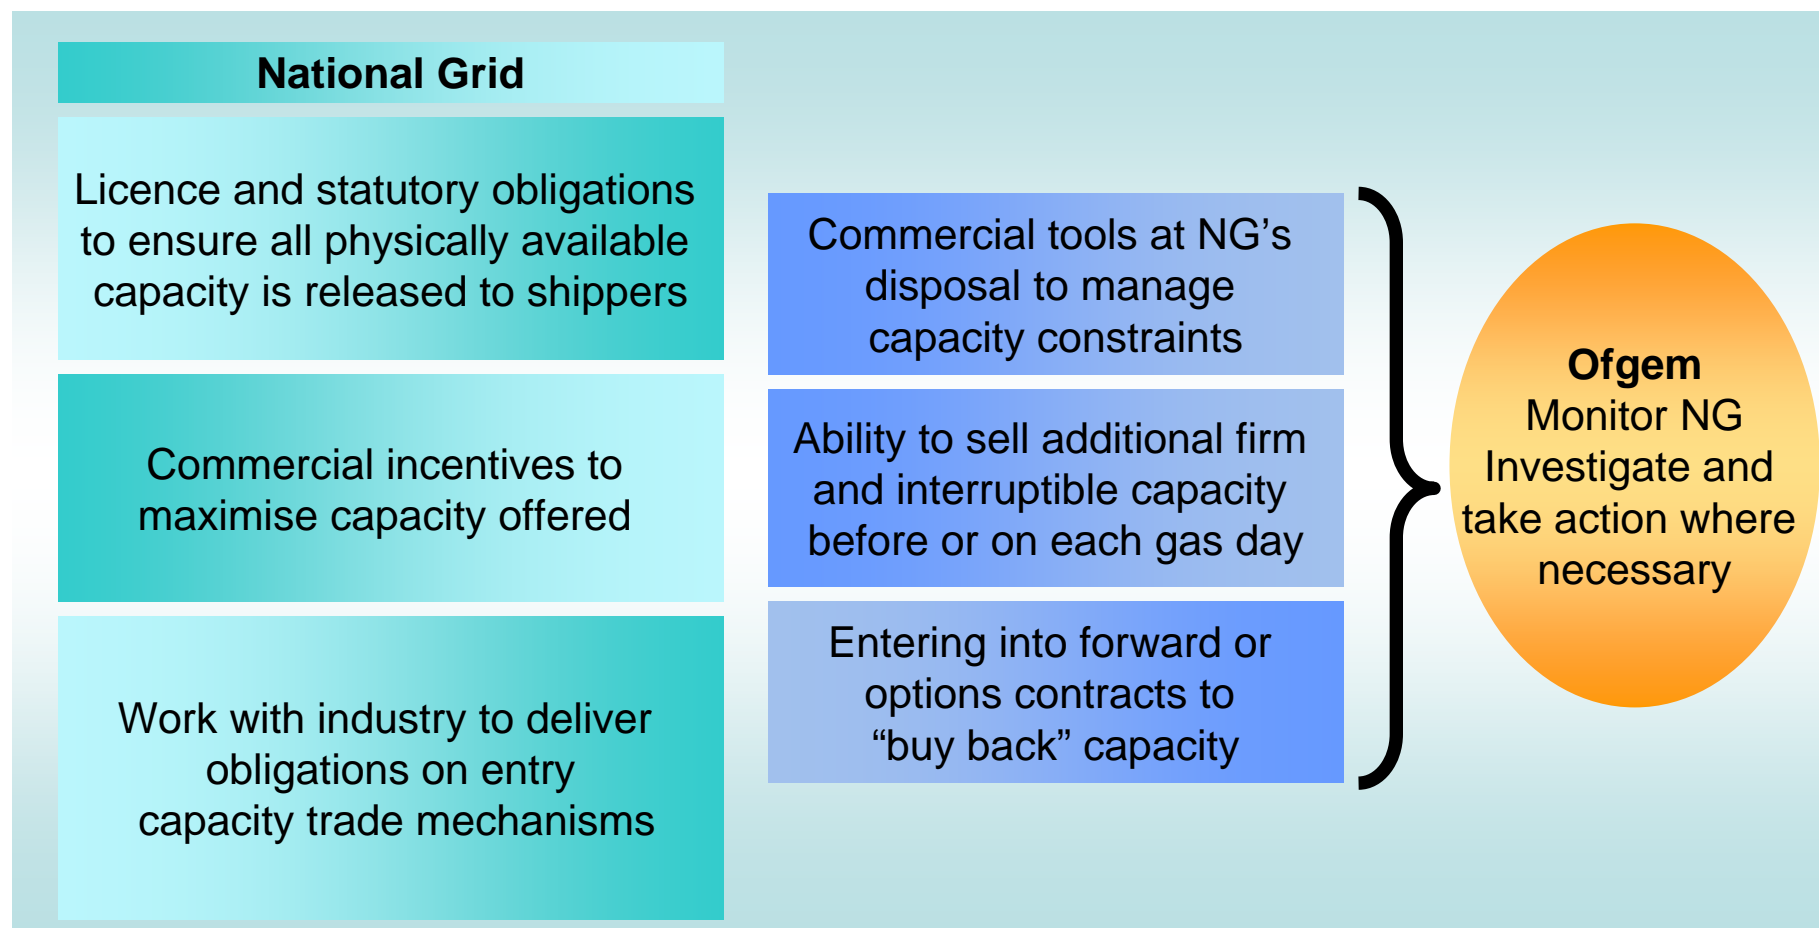 National Grid
Licence and statutory obligations
to ensure all physically available
capacity is released to shippers
Commercial incentives to
maximise capacity offered
Work with industry to deliver
obligations on entry
capacity trade mechanisms
Commercial tools at NG’s
disposal to manage
capacity constraints
Ability to sell additional firm
and interruptible capacity
before or on each gas day
Entering into forward or
options contracts to
“buy back” capacity
Ofgem
Monitor NG
Investigate and
take action where
necessary